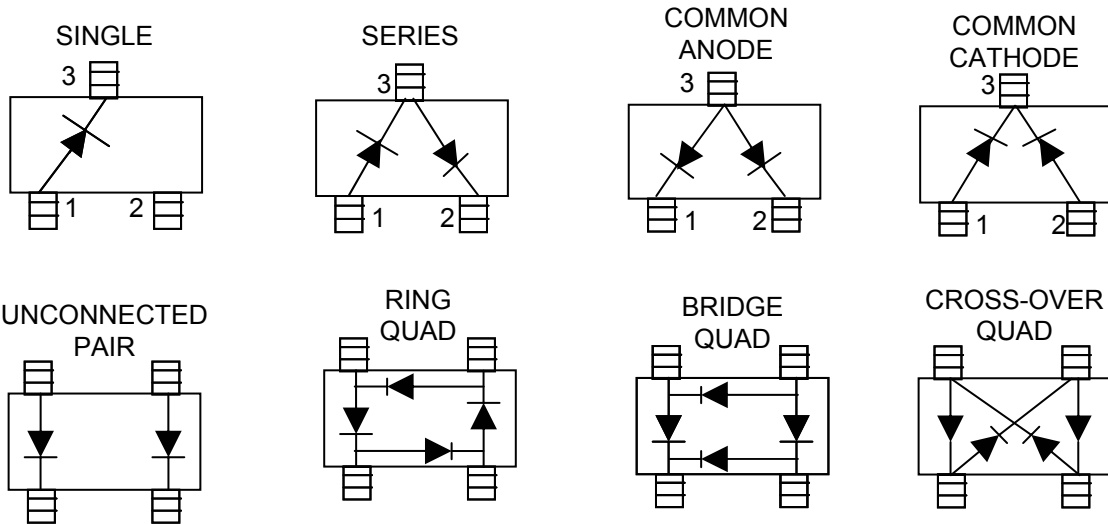 SINGLE
3
1
2
SERIES
3
1
2
COMMON
ANODE
3
1
2
COMMON
CATHODE
3
1
2
UNCONNECTED
PAIR
RING
QUAD
BRIDGE
QUAD
CROSS-OVER
QUAD